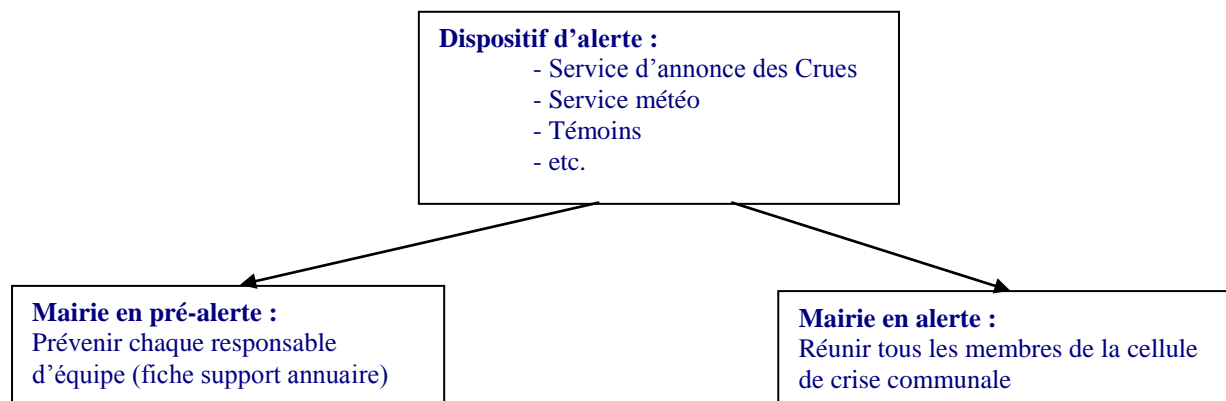 Dispositif d’alerte :
- Service d’annonce des Crues
- Service météo
- Témoins
- etc.
Mairie en pré-alerte :
Prévenir chaque responsable
d’équipe (fiche support annuaire)
Mairie en alerte :
Réunir tous les membres de la cellule
de crise communale